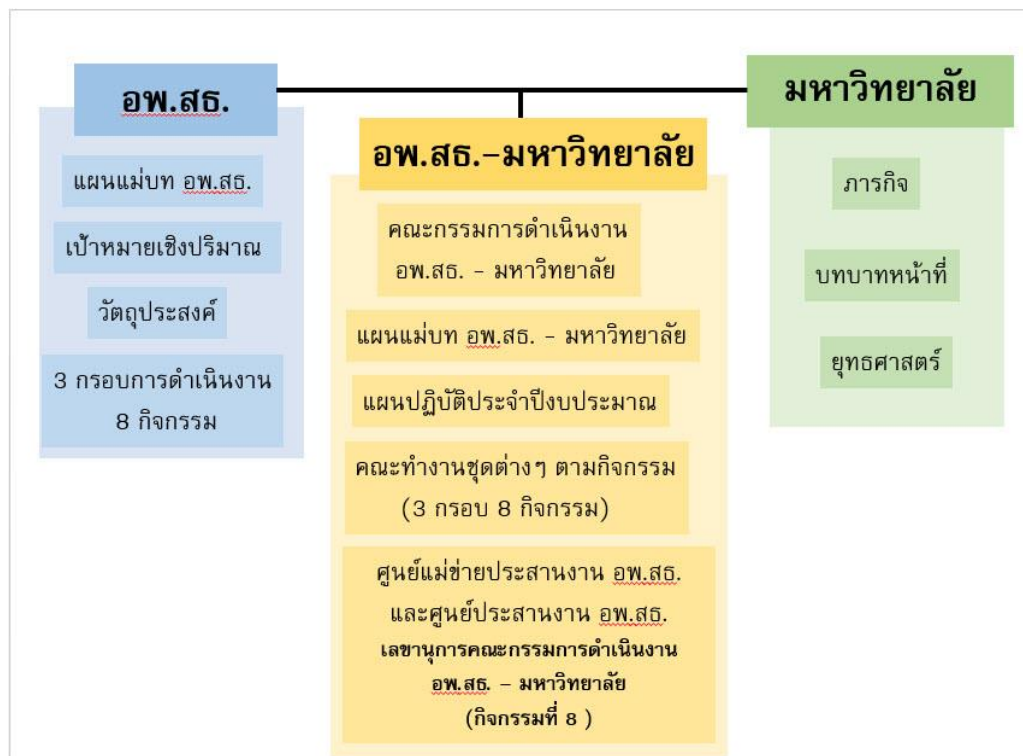 อพ.สธ.
แผนแม่บท อพ.สธ.
เป้าหมายเชิงปริมาณ
วัตถุประสงค์
3 กรอบการดำเนินงาน
8 กิจกรรม
อพ.สธ.-มหาวิทยาลัย
คณะกรรมการดำเนินงาน
อพ.สธ. - มหาวิทยาลัย
แผนแม่บท อพ.สธ. - มหาวิทยาลัย
แผนปฏิบัติประจำปีงบประมาณ
คณะทำงานชุดต่างๆ ตามกิจกรรม
(3 กรอบ 8 กิจกรรม)
ศูนย์แม่ข่ายประสานงาน อพ.สธ.
และศูนย์ประสานงาน อพ.สธ.
เลขานุการคณะกรรมการดำเนินงาน
อพ.สธ. - มหาวิทยาลัย
(กิจกรรมที่ 8 )
มหาวิทยาลัย
ภารกิจ
บทบาทหน้าที่
ยุทธศาสตร์